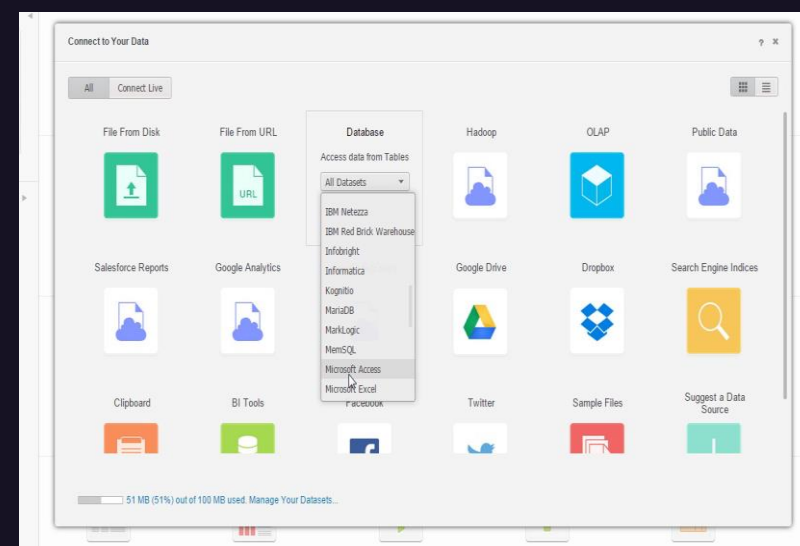 Connect to Your Data
? x
All Connect Live
File From Disk
File From URL
URL
Database
Access data from Tables
All Datasets
IBM Netezza
IBM Red Brick Warehouse
Infobright
Informatica
Kognitio
MariaDB
MarkLogic
MemSQL
Microsoft Access
Microsoft Excel
Hadoop
OLAP
Public Data
Salesforce Reports
Google Analytics
Google Drive
Dropbox
Search Engine Indices
Clipboard
BI Tools
Facebook
Twitter
Sample Files
Suggest a Data
Source
51 MB (51%) out of 100 MB used. Manage Your Datasets...